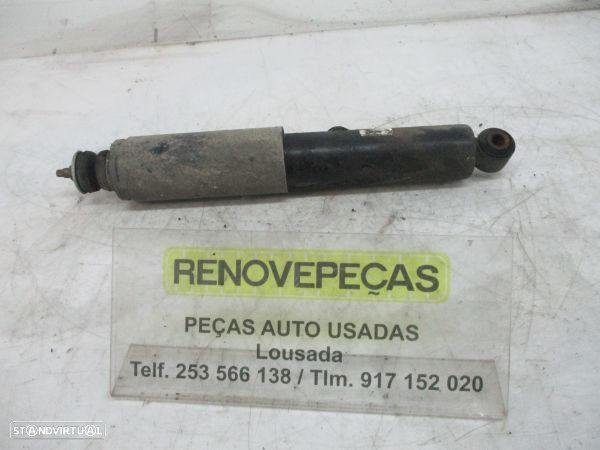 RENOVEPEÇAS
PEÇAS AUTO USADAS
Lousada
Telf. 253 566 138 / Tlm. 917 152 020
STANDVIRTUAL